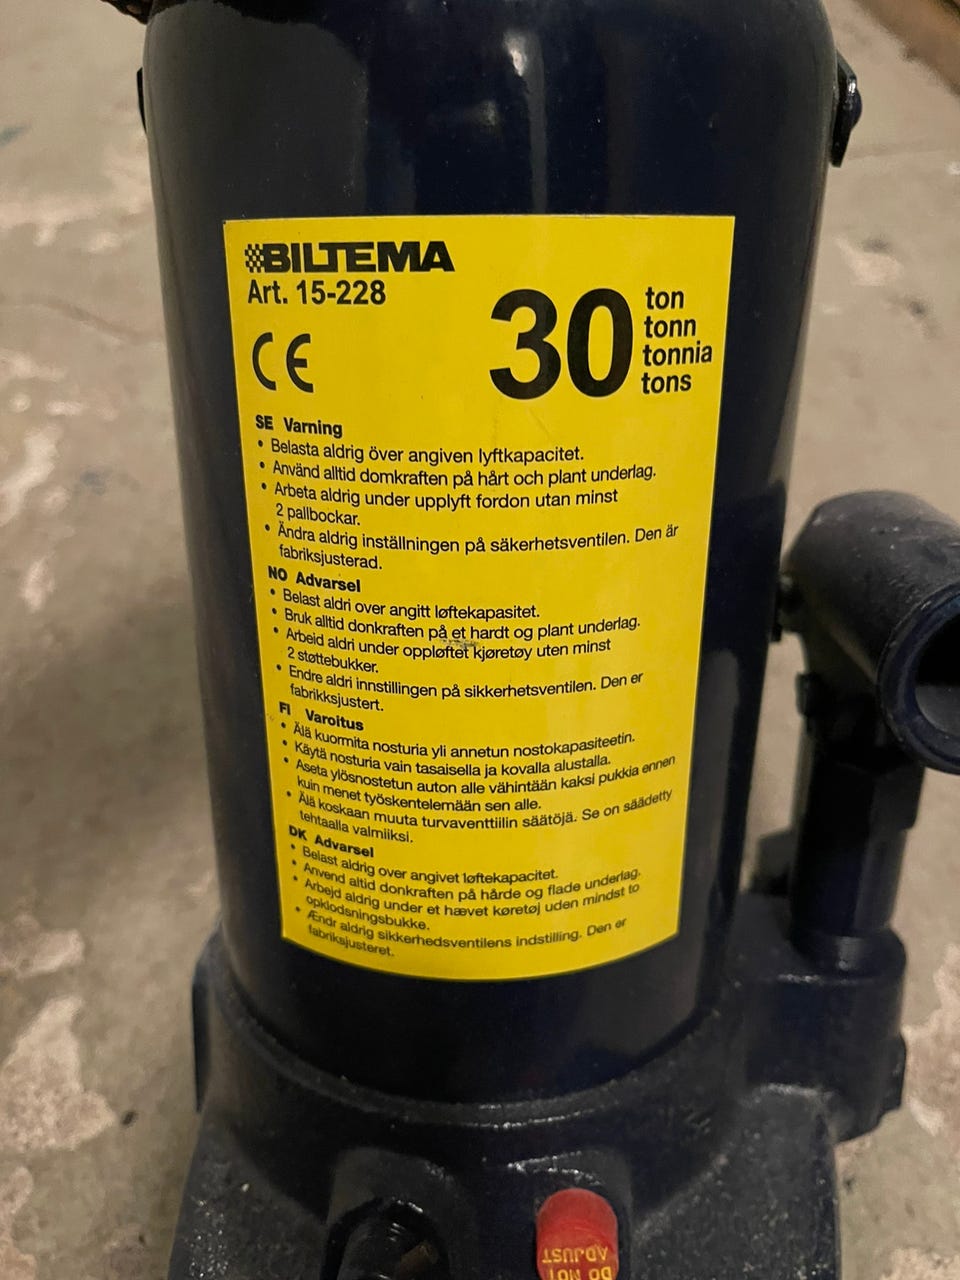 BILTEMA
Art. 15-228
CE
30
ton
tonn
tonnia
tons
SE Varning
• Belasta aldrig över angiven lyftkapacitet.
• Använd alltid domkraften på hårt och plant underlag.
• Arbeta aldrig under upplyft fordon utan minst
2 pallbockar.
• Ändra aldrig inställningen på säkerhetsventilen. Den är
fabriksjusterad.
NO Advarsel
• Belast aldri over angitt løftekapasitet.
• Bruk alltid donkraften på et hardt og plant underlag.
• Arbeid aldri under oppløftet kjøretøy uten minst
2 støttebukker.
• Endre aldri innstillingen på sikkerhetsventilen. Den er
fabrikksjustert.
FI Varoitus
• Älä kuormita nosturia yli annetun nostokapasiteetin.
• Käytä nosturia vain tasaisella ja kovalla alustalla.
• Aseta ylösnostetun auton alle vähintään kaksi pukkia ennen
kuin menet työskentelemään sen alle.
• Älä koskaan muuta turvaventtiilin säätöjä. Se on säädetty
tehtaalla valmiiksi.
DK Advarsel
• Belast aldrig over angivet løftekapacitet.
• Anvend altid donkraften på hårde og flade underlag.
• Arbejd aldrig under et hævet køretøj uden mindst to
opklodsningsbukke.
• Ændr aldrig sikkerhedsventilens indstilling. Den er
fabriksjusteret.
DO NOT
ADJUST